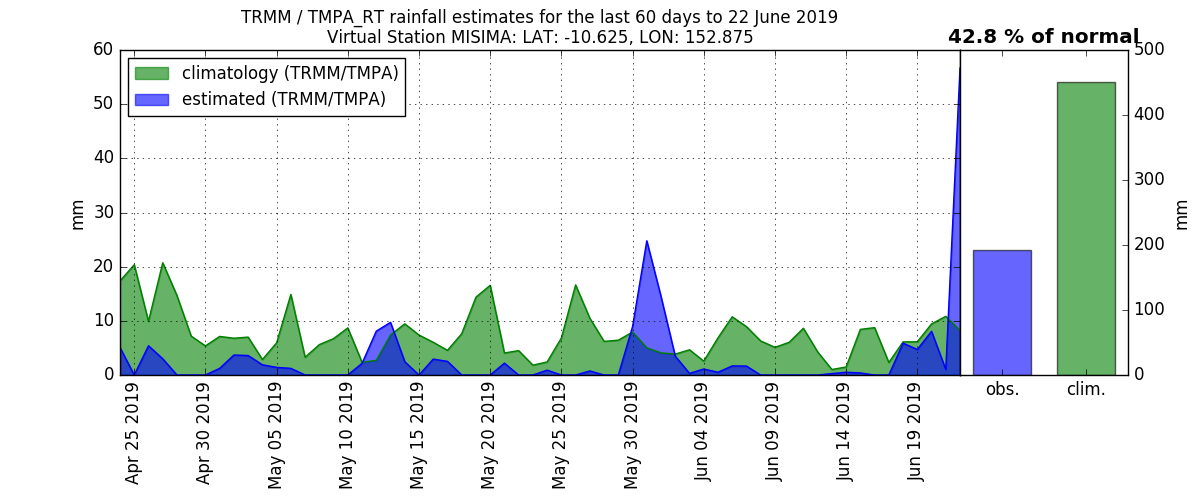 TRMM / TMPA_RT rainfall estimates for the last 60 days to 22 June 2019
Virtual Station MISIMA: LAT: -10.625, LON: 152.875
42.8 % of normal
climatology (TRMM/TMPA)
estimated (TRMM/TMPA)
mm
60
50
40
30
20
10
0
Apr 25 2019
Apr 30 2019
May 05 2019
May 10 2019
May 15 2019
May 20 2019
May 25 2019
May 30 2019
Jun 04 2019
Jun 09 2019
Jun 14 2019
Jun 19 2019
500
400
300
200
100
0
mm
obs.
clim.